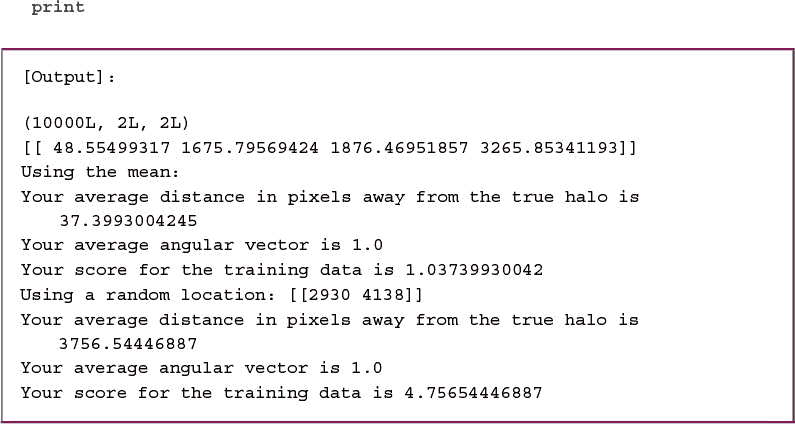 print
[Output]:
(10000L, 2L, 2L)
[[ 48.55499317 1675.79569424 1876.46951857 3265.85341193]]
Using the mean:
Your average distance in pixels away from the true halo is
37.3993004245
Your average angular vector is 1.0
Your score for the training data is 1.03739930042
Using a random location: [[2930 4138]]
Your average distance in pixels away from the true halo is
3756.54446887
Your average angular vector is 1.0
Your score for the training data is 4.75654446887